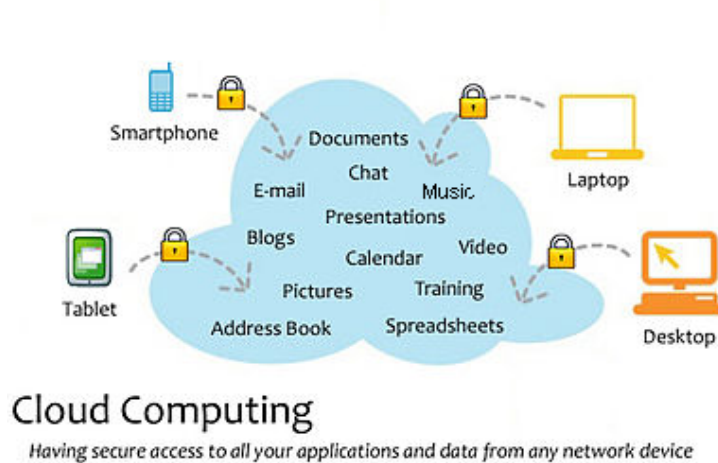 Smartphone
Documents
Chat
E-mail
Music
Laptop
Presentations
Blogs
Video
Calendar
Tablet
Pictures
Training
Address Book
Spreadsheets
Desktop
Cloud Computing
Having secure access to all your applications and data from any network device